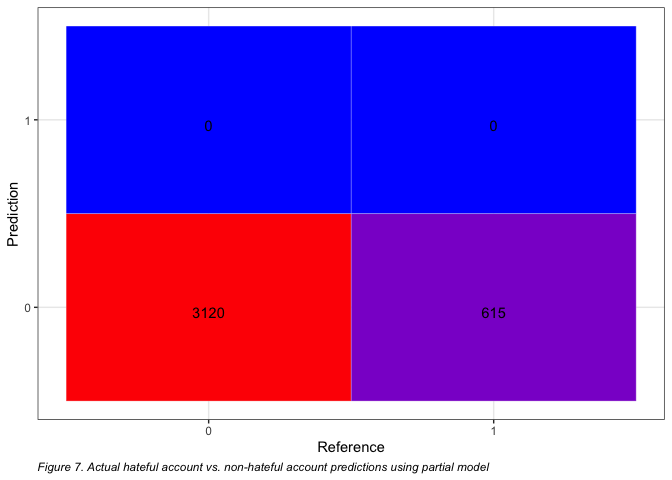 0 0
1
Prediction
3120 615
0
0 1
Reference
Figure 7. Actual hateful account vs. non-hateful account predictions using partial model